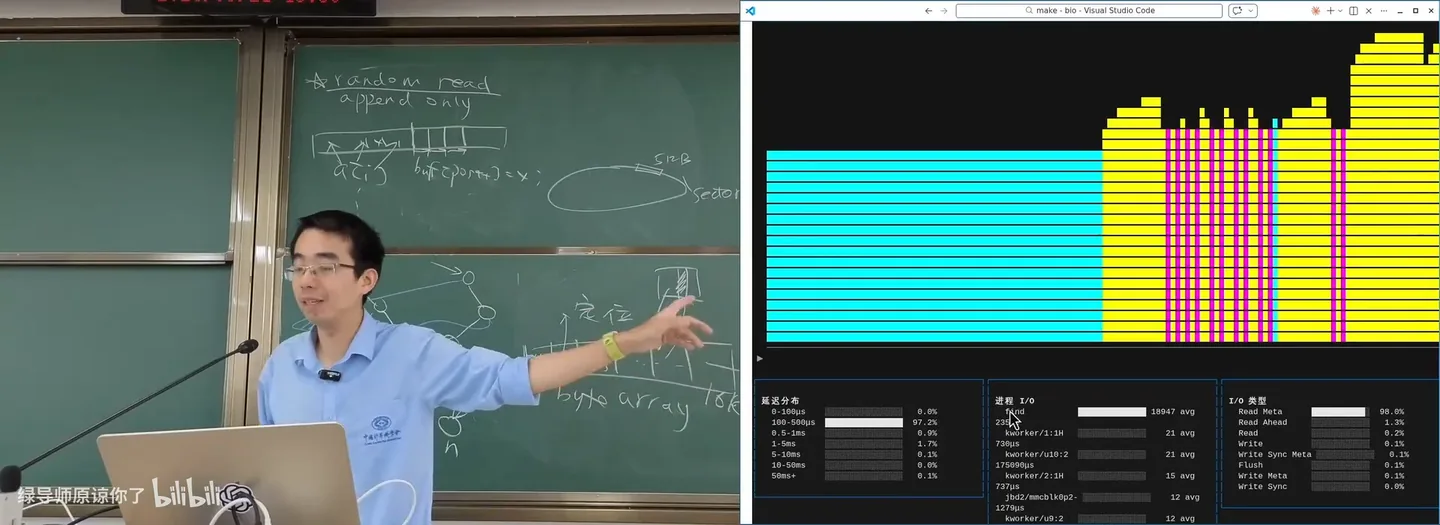 random read
append only
a[i]
buf[pos++] = x;
512B
sector
定位
byte array
16k
n
绿导师原谅你了 bilibili
make - bio - Visual Studio Code
延迟分布
0-100μs 0.0%
100-500μs 97.2%
0.5-1ms 0.9%
1-5ms 1.7%
5-10ms 0.1%
10-50ms 0.0%
50ms+ 0.1%
进程 I/O
find 18947 avg
235
kworker/1:1H 21 avg
730μs
kworker/u10:2 21 avg
175090μs
kworker/2:1H 15 avg
737μs
jbd2/mmcblk0p2- 12 avg
1279μs
kworker/u9:2 12 avg
I/O 类型
Read Meta 98.0%
Read Ahead 1.3%
Read 0.2%
Write 0.1%
Write Sync Meta 0.1%
Flush 0.1%
Write Meta 0.1%
Write Sync 0.0%